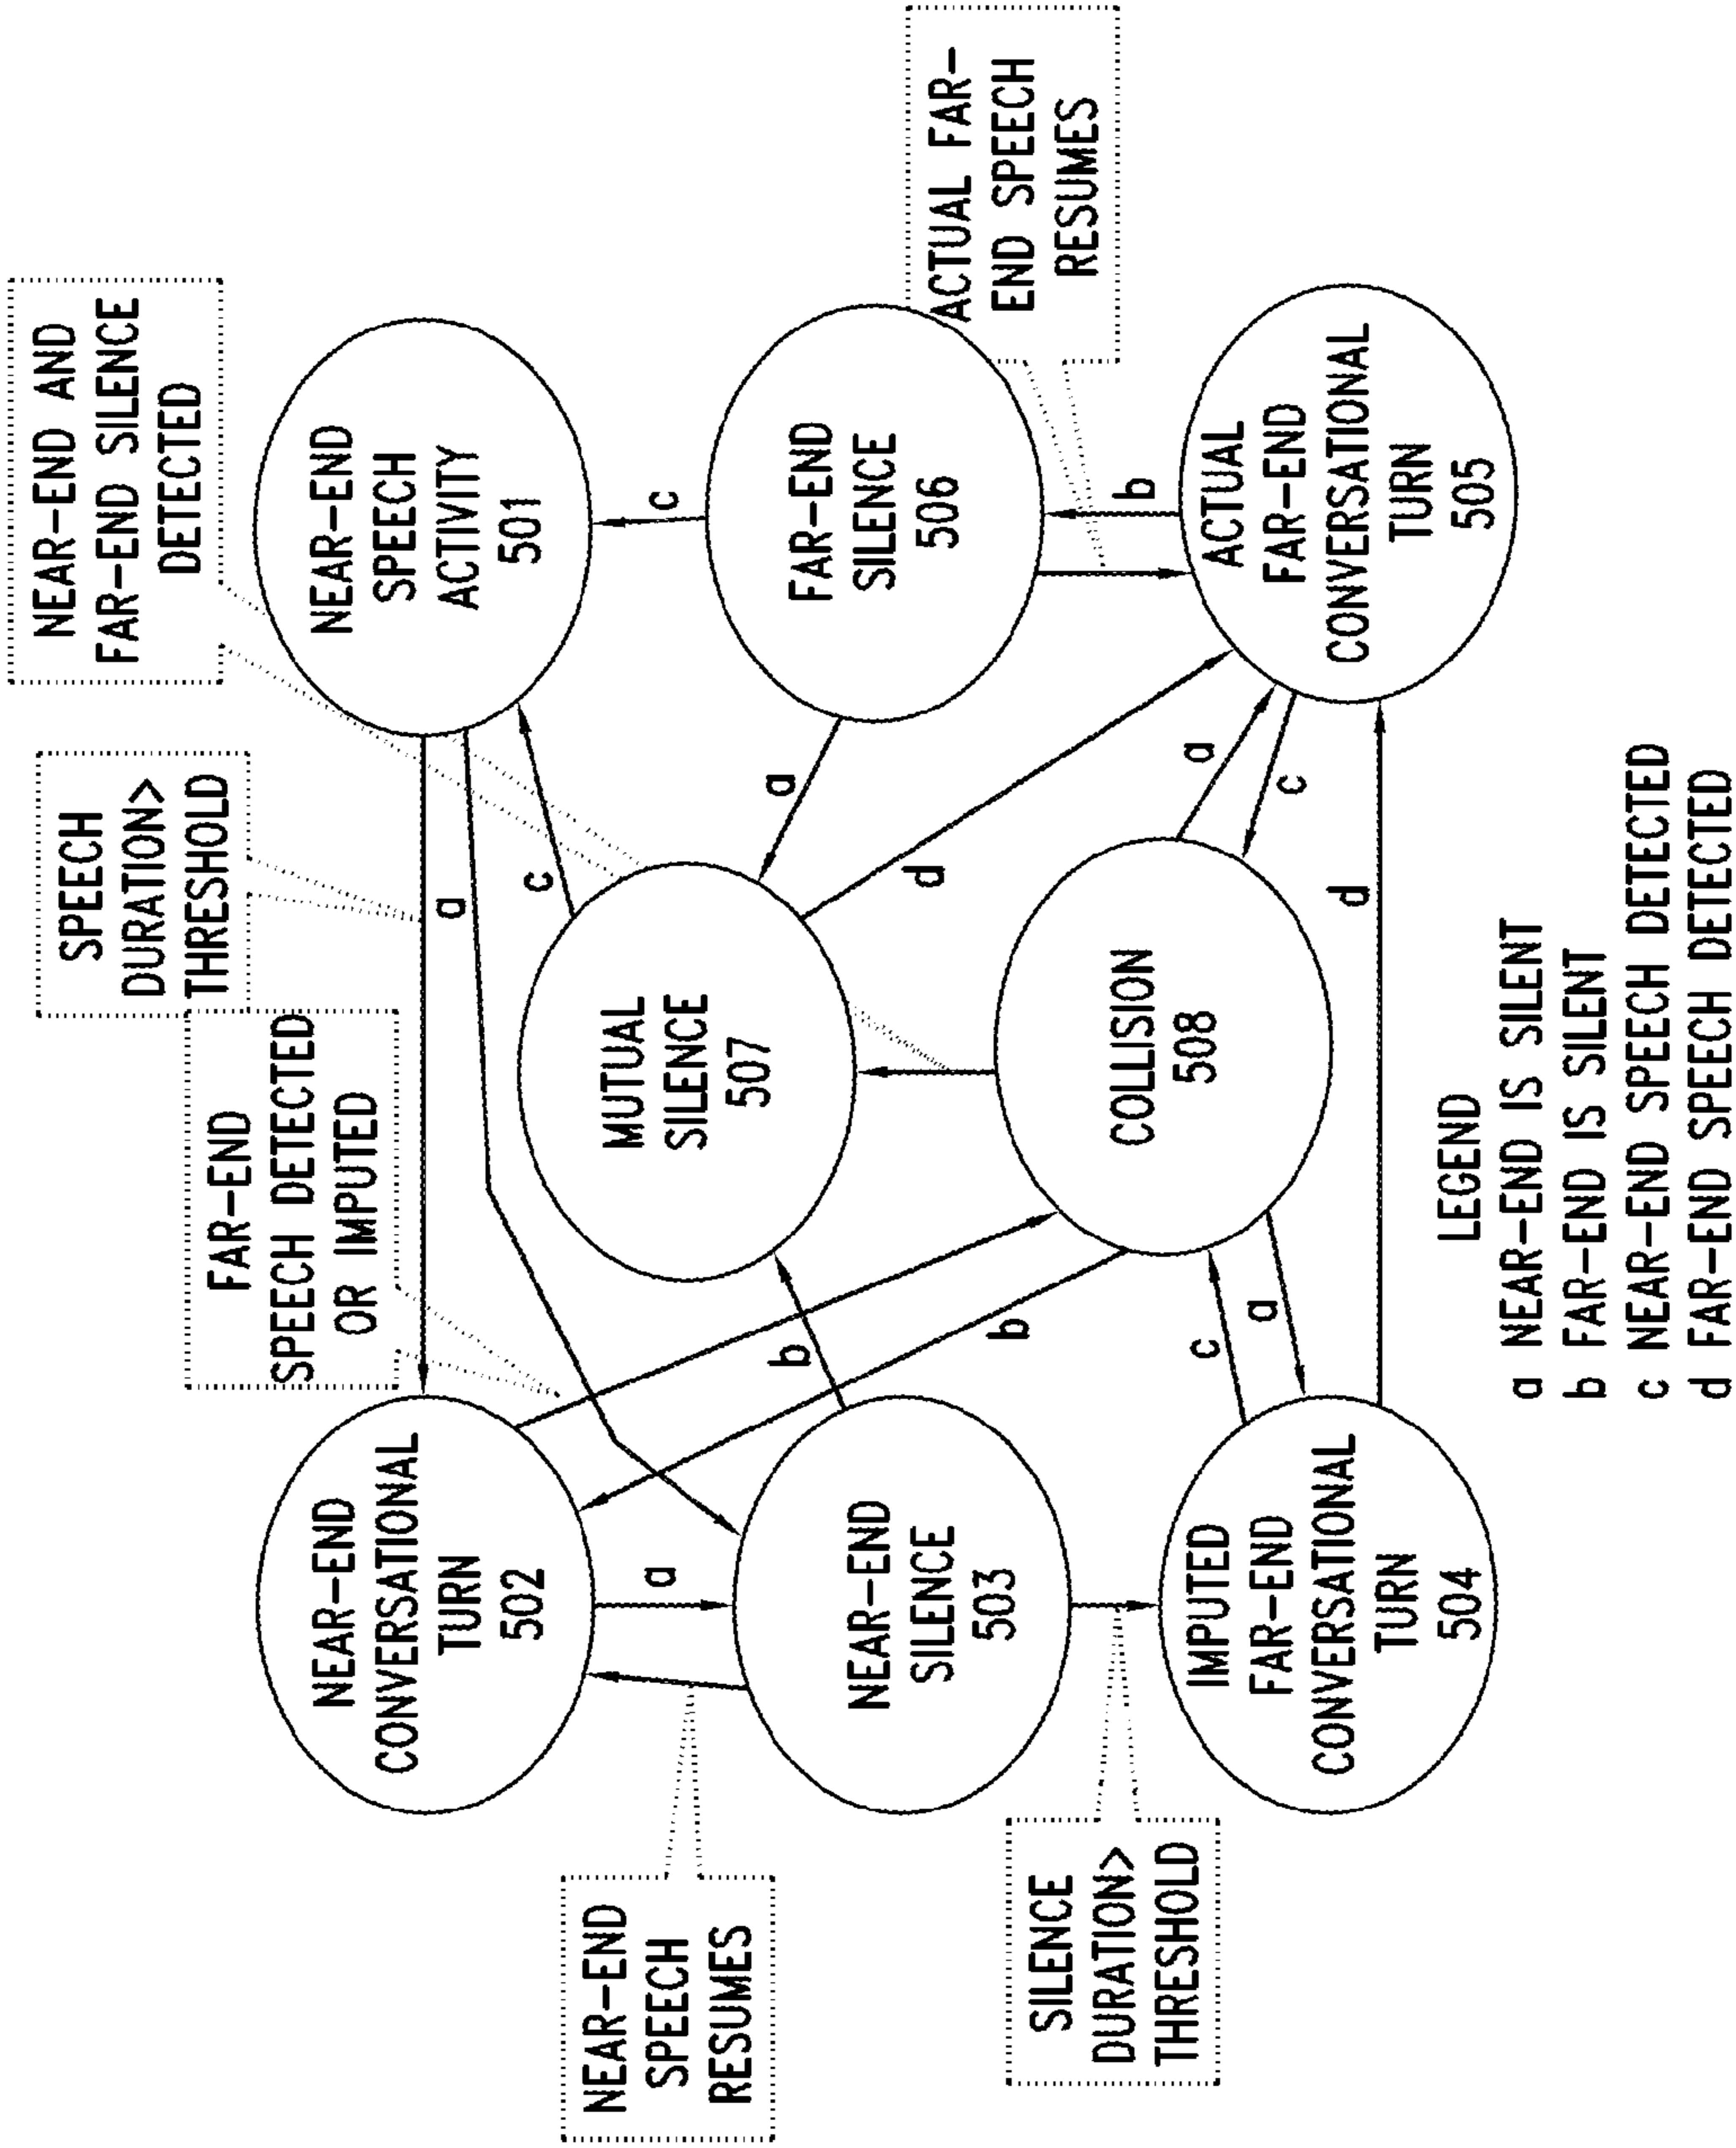 NEAR-END AND
FAR-END SILENCE
DETECTED
SPEECH
DURATION>
THRESHOLD
FAR-END
SPEECH DETECTED
OR IMPUTED
NEAR-END
SPEECH
RESUMES
SILENCE
DURATION>
THRESHOLD
ACTUAL FAR-
END SPEECH
RESUMES
NEAR-END
SPEECH
ACTIVITY
501
NEAR-END
CONVERSATIONAL
TURN
502
NEAR-END
SILENCE
503
IMPUTED
FAR-END
CONVERSATIONAL
TURN
504
ACTUAL
FAR-END
CONVERSATIONAL
TURN
505
FAR-END
SILENCE
506
MUTUAL
SILENCE
507
COLLISION
508
a
c
a
c
a
b
b
d
b
a
c
c
a
d
LEGEND
a NEAR-END IS SILENT
b FAR-END IS SILENT
c NEAR-END SPEECH DETECTED
d FAR-END SPEECH DETECTED